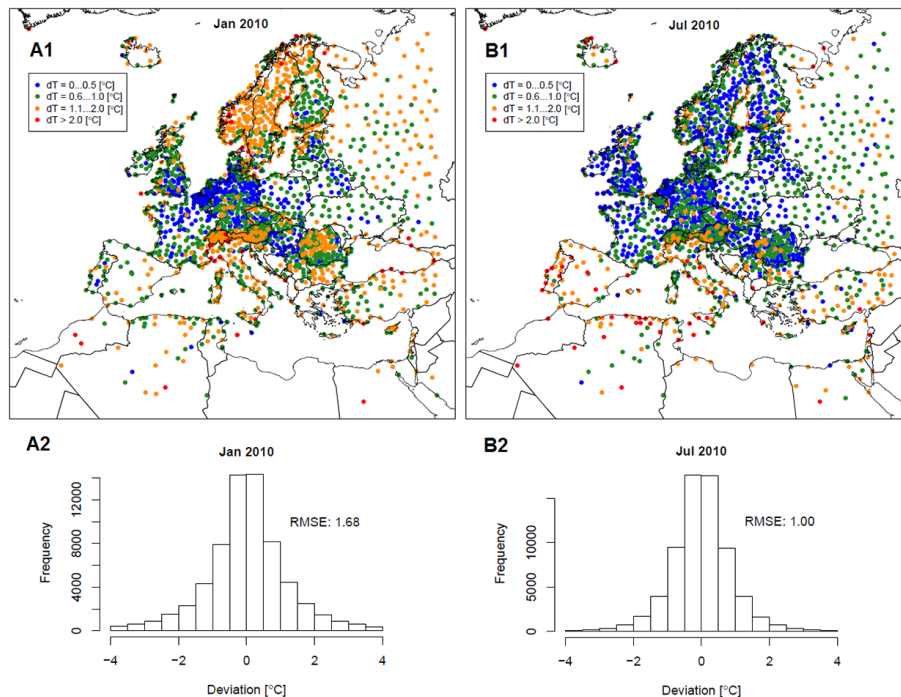 Jan 2010
A1
dT = 0...0.5 [°C]
dT = 0.6...1.0 [°C]
dT = 1.1...2.0 [°C]
dT > 2.0 [°C]
Jul 2010
B1
dT = 0...0.5 [°C]
dT = 0.6...1.0 [°C]
dT = 1.1...2.0 [°C]
dT > 2.0 [°C]
A2
Jan 2010
RMSE: 1.68
Frequency
0 4000 8000 12000
−4 −2 0 2 4
Deviation [°C]
B2
Jul 2010
RMSE: 1.00
Frequency
0 5000 10000
−4 −2 0 2 4
Deviation [°C]